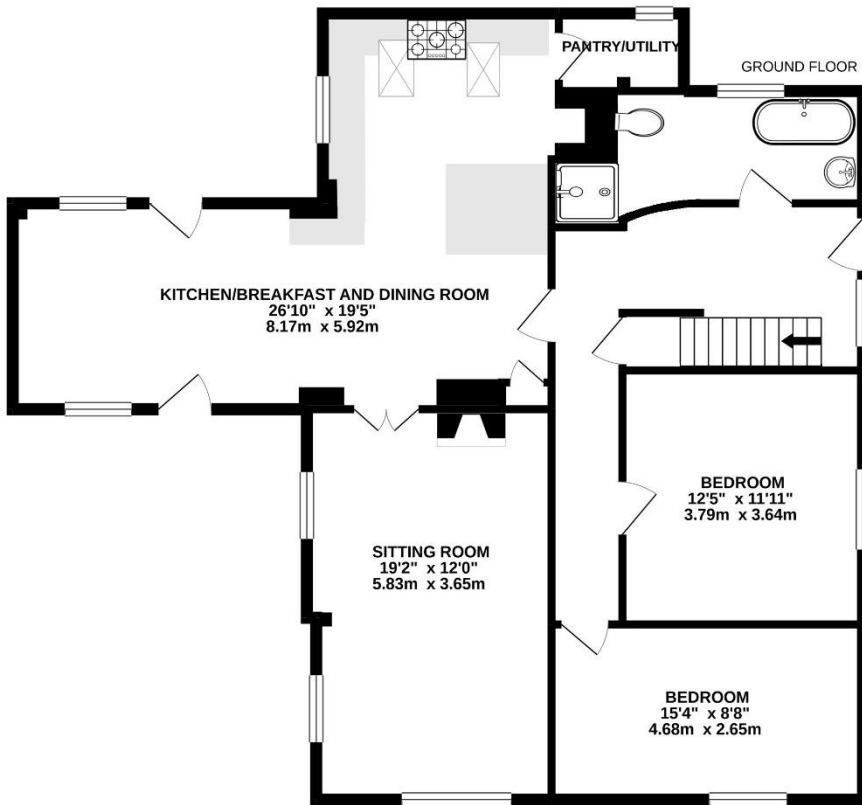 PANTRY/UTILITY
GROUND FLOOR
KITCHEN/BREAKFAST AND DINING ROOM
26'10" x 19'5"
8.17m x 5.92m
BEDROOM
12'5" x 11'11"
3.79m x 3.64m
SITTING ROOM
19'2" x 12'0"
5.83m x 3.65m
BEDROOM
15'4" x 8'8"
4.68m x 2.65m